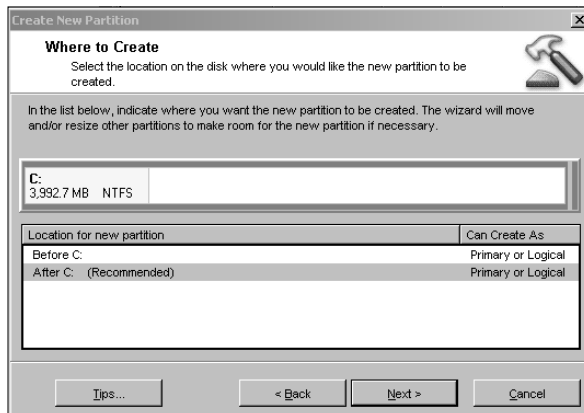 Create New Partition
Where to Create
Select the location on the disk where you would like the new partition to be
created.
In the list below, indicate where you want the new partition to be created. The wizard will move
and/or resize other partitions to make room for the new partition if necessary.
C:
3,992.7 MB NTFS
Location for new partition Can Create As
Before C: Primary or Logical
After C: (Recommended) Primary or Logical
Tips... < Back Next > Cancel